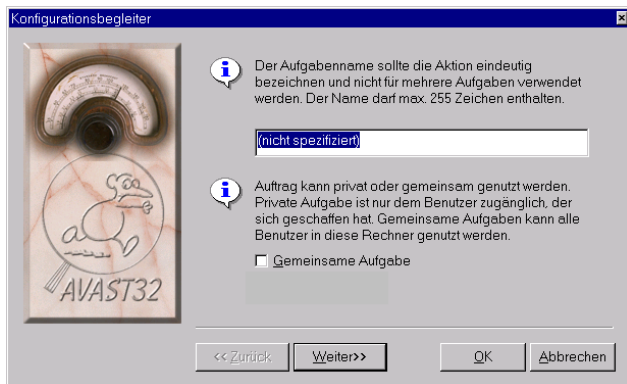 Konfigurationsbegleiter
Der Aufgabenname sollte die Aktion eindeutig
bezeichnen und nicht für mehrere Aufgaben verwendet
werden. Der Name darf max. 255 Zeichen enthalten.
(nicht spezifiziert)
Auftrag kann privat oder gemeinsam genutzt werden.
Private Aufgabe ist nur dem Benutzer zugänglich, der
sich geschaffen hat. Gemeinsame Aufgaben kann alle
Benutzer in diese Rechner genutzt werden.
Gemeinsame Aufgabe
AVAST32
<< Zurück Weiter>> OK Abbrechen